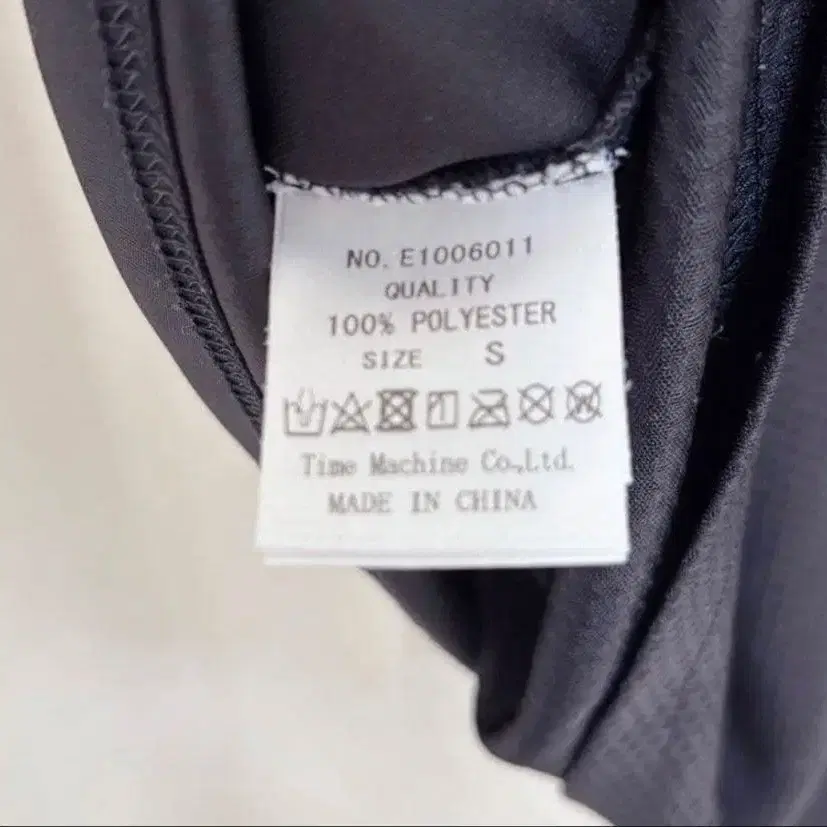 NO. E1006011
QUALITY
100% POLYESTER
SIZE S
Time Machine Co.,Ltd.
MADE IN CHINA